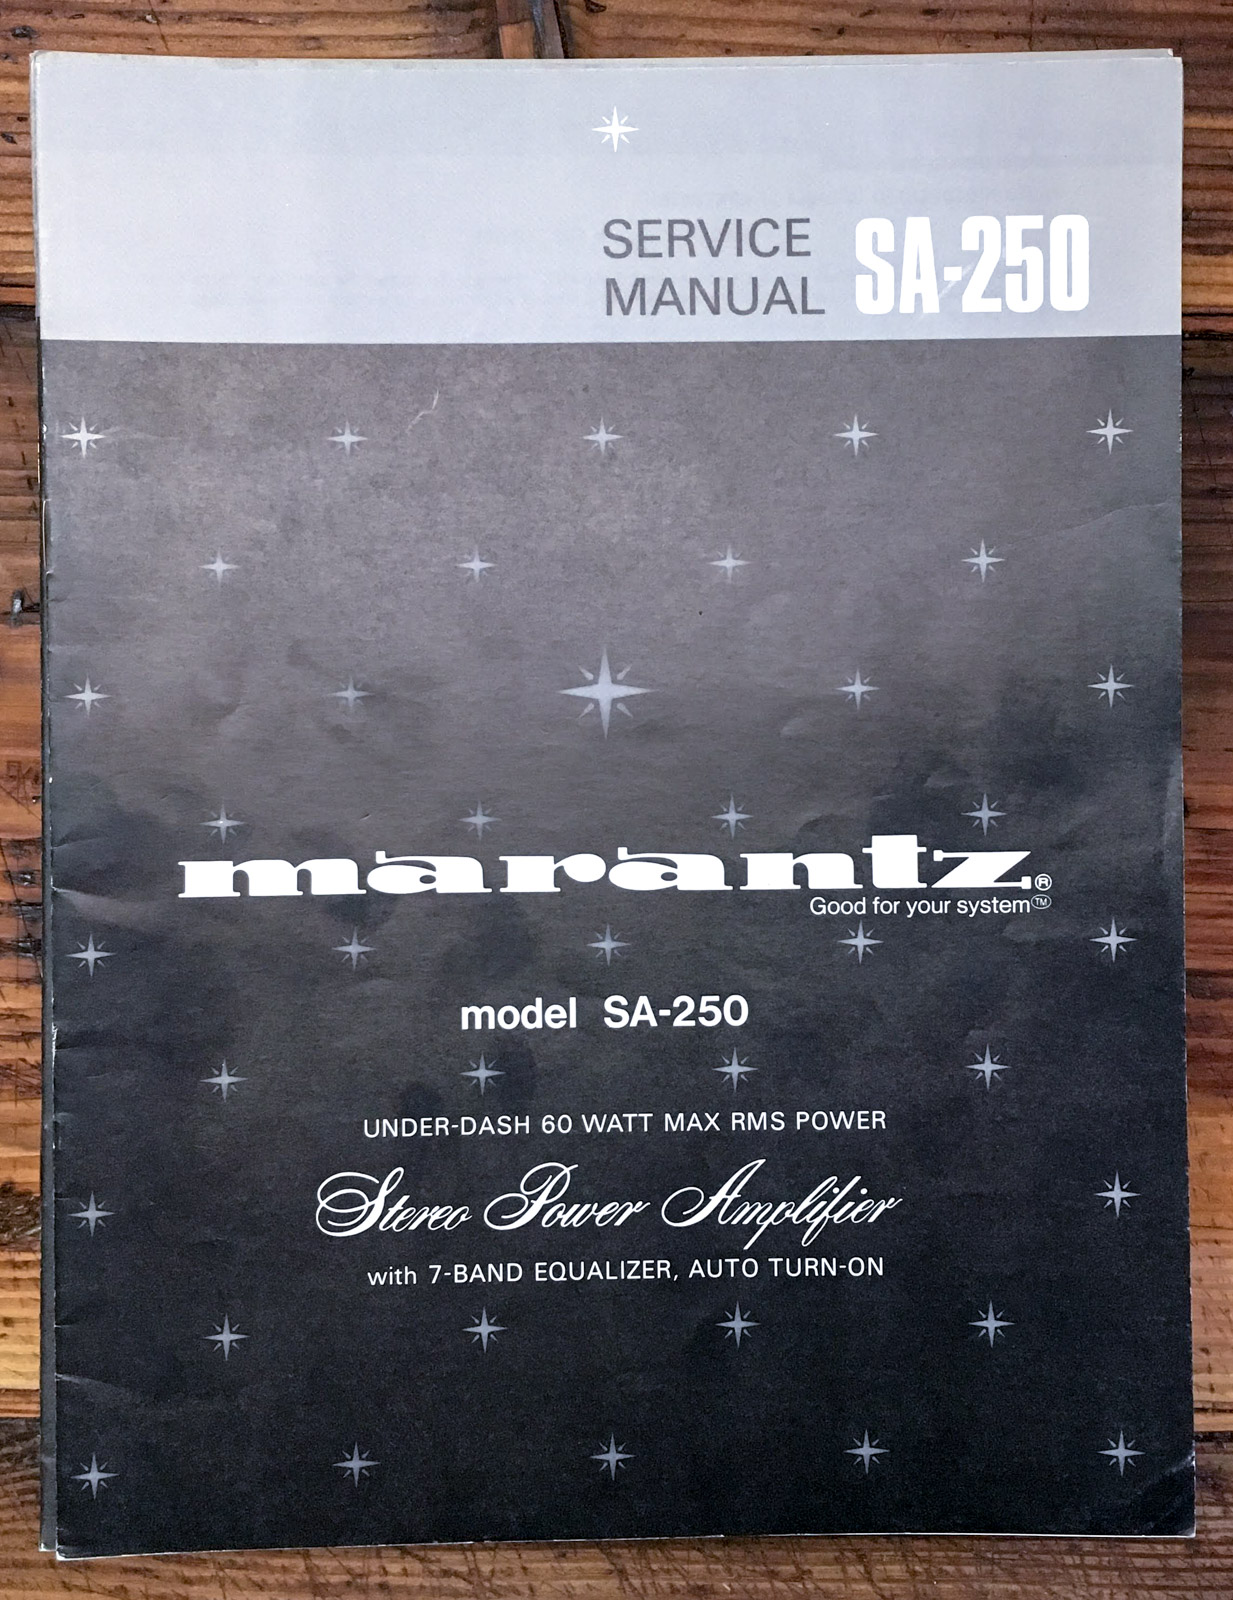 SERVICE
MANUAL SA-250
marantz®
Good for your system™
model SA-250
UNDER-DASH 60 WATT MAX RMS POWER
Stereo Power Amplifier
with 7-BAND EQUALIZER, AUTO TURN-ON